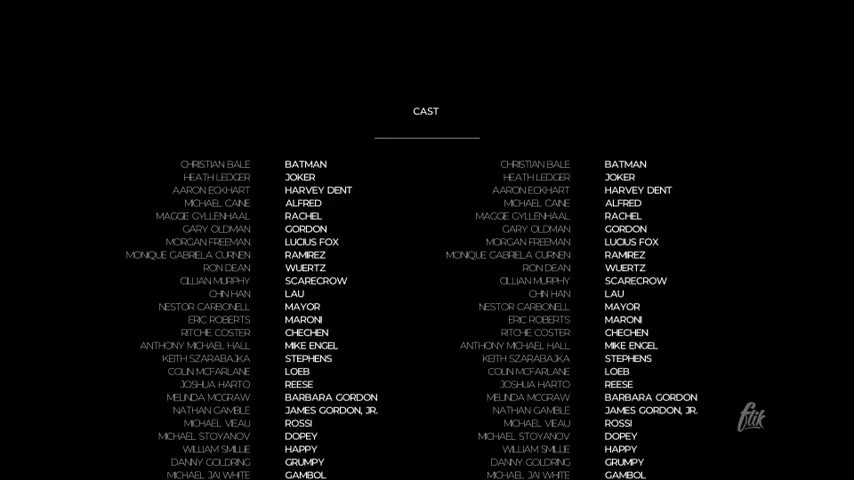 CAST
CHRISTIAN BALE BATMAN CHRISTIAN BALE BATMAN
HEATH LEDGER JOKER HEATH LEDGER JOKER
AARON ECKHART HARVEY DENT AARON ECKHART HARVEY DENT
MICHAEL CAINE ALFRED MICHAEL CAINE ALFRED
MAGGIE GYLLENHAAL RACHEL MAGGIE GYLLENHAAL RACHEL
GARY OLDMAN GORDON GARY OLDMAN GORDON
MORGAN FREEMAN LUCIUS FOX MORGAN FREEMAN LUCIUS FOX
MONIQUE GABRIELA CURNEN RAMIREZ MONIQUE GABRIELA CURNEN RAMIREZ
RON DEAN WUERTZ RON DEAN WUERTZ
CILLIAN MURPHY SCARECROW CILLIAN MURPHY SCARECROW
CHIN HAN LAU CHIN HAN LAU
NESTOR CARBONELL MAYOR NESTOR CARBONELL MAYOR
ERIC ROBERTS MARONI ERIC ROBERTS MARONI
RITCHIE COSTER CHECHEN RITCHIE COSTER CHECHEN
ANTHONY MICHAEL HALL MIKE ENGEL ANTHONY MICHAEL HALL MIKE ENGEL
KEITH SZARABAJKA STEPHENS KEITH SZARABAJKA STEPHENS
COLIN MCFARLANE LOEB COLIN MCFARLANE LOEB
JOSHUA HARTO REESE JOSHUA HARTO REESE
MELINDA MCGRAW BARBARA GORDON MELINDA MCGRAW BARBARA GORDON
NATHAN GAMBLE JAMES GORDON, JR. NATHAN GAMBLE JAMES GORDON, JR.
MICHAEL VIEAU ROSSI MICHAEL VIEAU ROSSI
MICHAEL STOYANOV DOPEY MICHAEL STOYANOV DOPEY
WILLIAM SMILLIE HAPPY WILLIAM SMILLIE HAPPY
DANNY GOLDRING GRUMPY DANNY GOLDRING GRUMPY
MICHAEL JAI WHITE GAMBOL MICHAEL JAI WHITE GAMBOL
flik